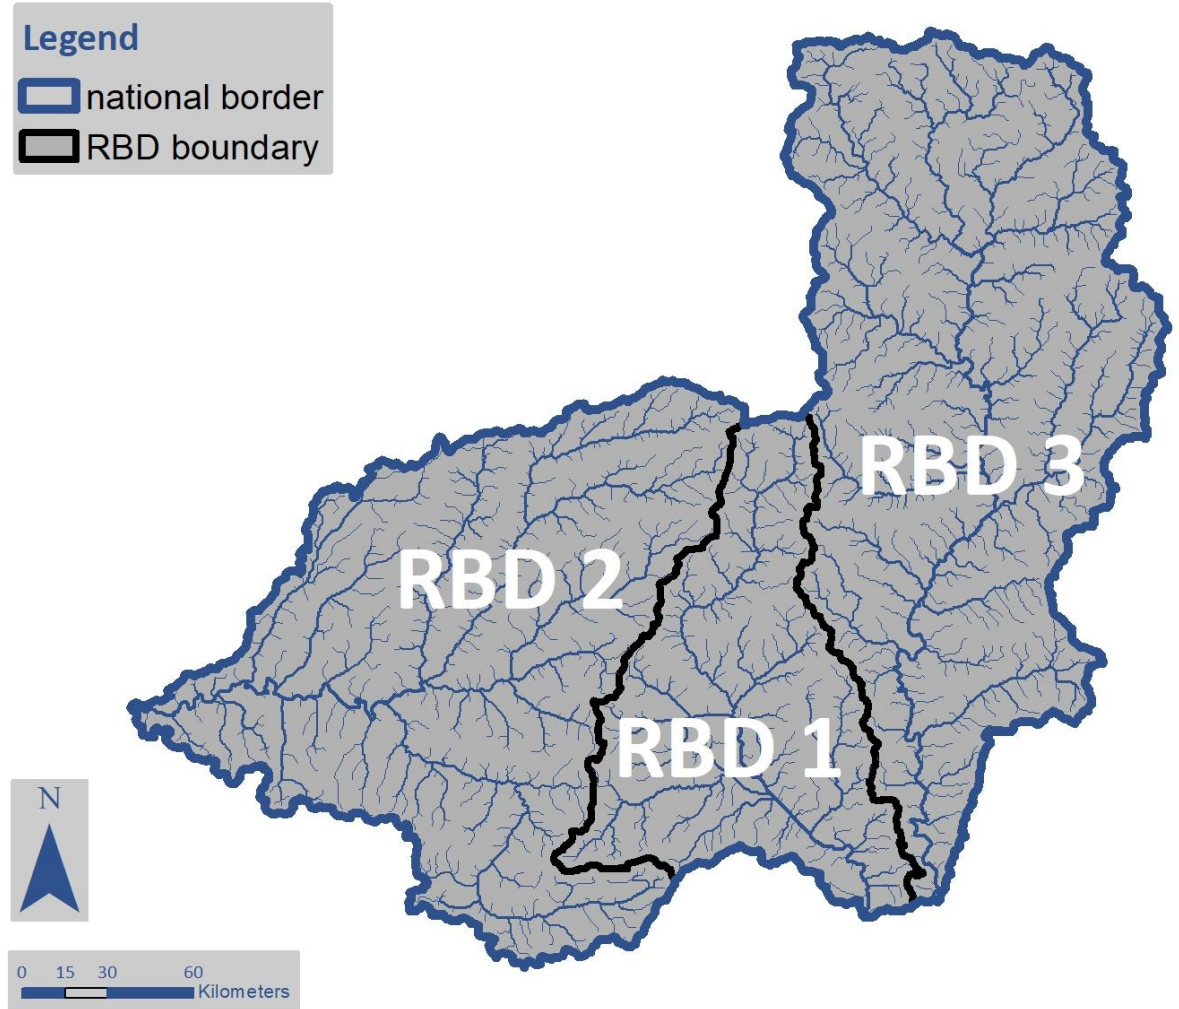 Legend
national border
RBD boundary
RBD 3
RBD 2
RBD 1
N
0 15 30 60
Kilometers